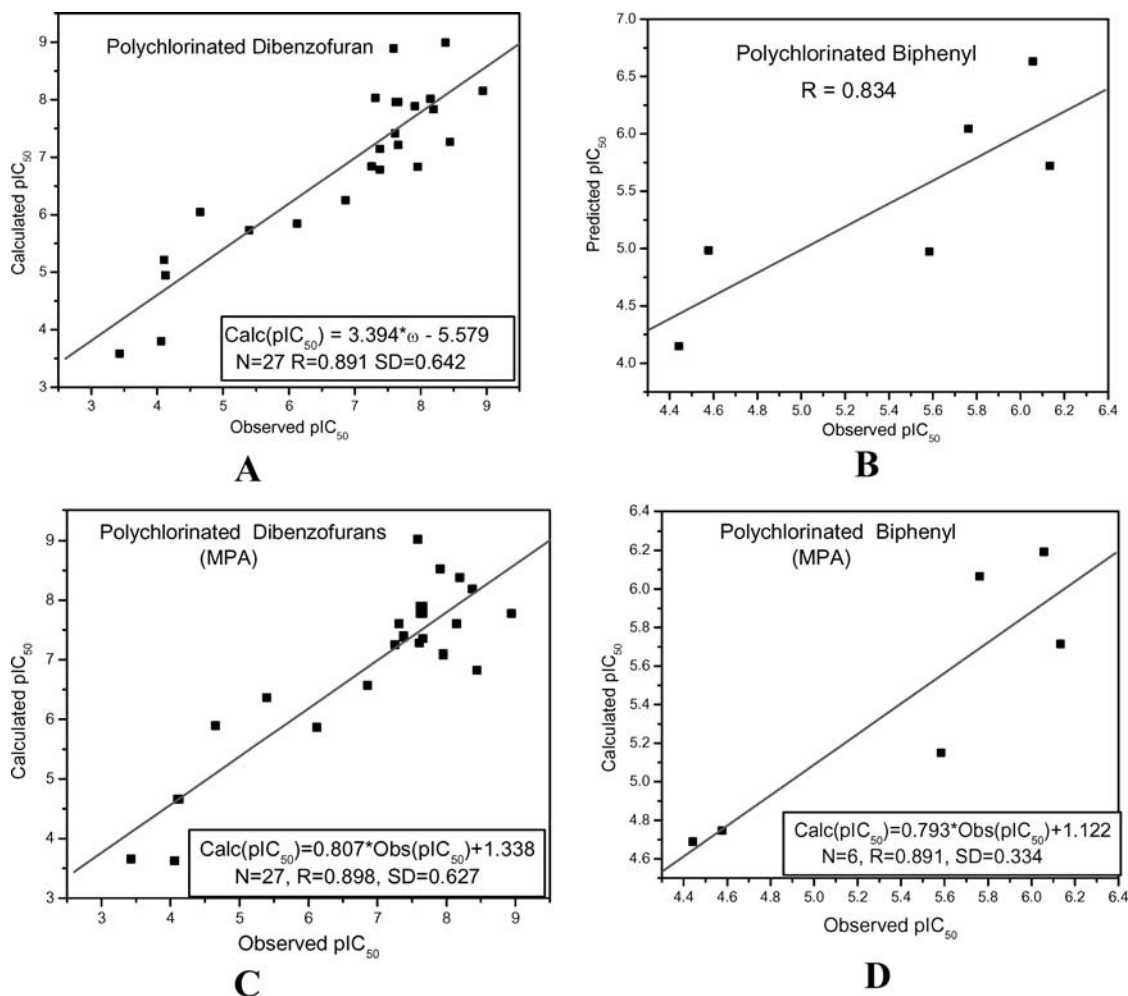 Polychlorinated Dibenzofuran
Calculated pIC50
9
8
7
6
5
4
3
Calc(pIC50) = 3.394*ω - 5.579
N=27 R=0.891 SD=0.642
3 4 5 6 7 8 9
Observed pIC50
A
Polychlorinated Biphenyl
R = 0.834
Predicted pIC50
7.0
6.5
6.0
5.5
5.0
4.5
4.0
4.4 4.6 4.8 5.0 5.2 5.4 5.6 5.8 6.0 6.2 6.4
Observed pIC50
B
Polychlorinated Dibenzofurans
(MPA)
Calculated pIC50
9
8
7
6
5
4
3
Calc(pIC50)=0.807*Obs(pIC50)+1.338
N=27, R=0.898, SD=0.627
3 4 5 6 7 8 9
Observed pIC50
C
Polychlorinated Biphenyl
(MPA)
Calculated pIC50
6.4
6.2
6.0
5.8
5.6
5.4
5.2
5.0
4.8
4.6
Calc(pIC50)=0.793*Obs(pIC50)+1.122
N=6, R=0.891, SD=0.334
4.4 4.6 4.8 5.0 5.2 5.4 5.6 5.8 6.0 6.2 6.4
Observed pIC50
D